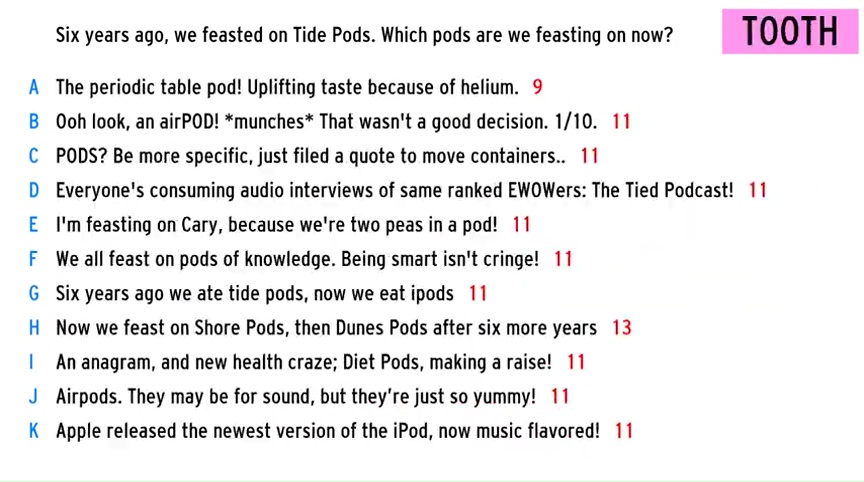 Six years ago, we feasted on Tide Pods. Which pods are we feasting on now?
TOOTH
A The periodic table pod! Uplifting taste because of helium. 9
B Ooh look, an airPOD! *munches* That wasn't a good decision. 1/10. 11
C PODS? Be more specific, just filed a quote to move containers.. 11
D Everyone's consuming audio interviews of same ranked EWOWers: The Tied Podcast! 11
E I'm feasting on Cary, because we're two peas in a pod! 11
F We all feast on pods of knowledge. Being smart isn't cringe! 11
G Six years ago we ate tide pods, now we eat ipods 11
H Now we feast on Shore Pods, then Dunes Pods after six more years 13
I An anagram, and new health craze; Diet Pods, making a raise! 11
J Airpods. They may be for sound, but they’re just so yummy! 11
K Apple released the newest version of the iPod, now music flavored! 11